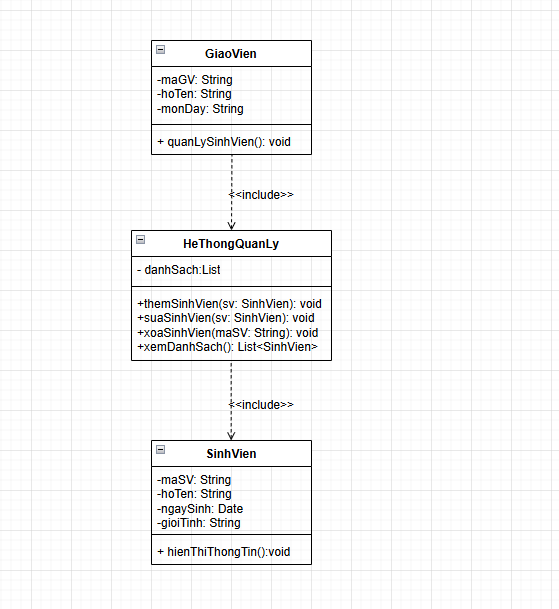 GiaoVien
-maGV: String
-hoTen: String
-monDay: String
+ quanLySinhVien(): void
<<include>>
HeThongQuanLy
- danhSach:List
+themSinhVien(sv: SinhVien): void
+suaSinhVien(sv: SinhVien): void
+xoaSinhVien(maSV: String): void
+xemDanhSach(): List<SinhVien>
<<include>>
SinhVien
-maSV: String
-hoTen: String
-ngaySinh: Date
-gioiTinh: String
+ hienThiThongTin():void